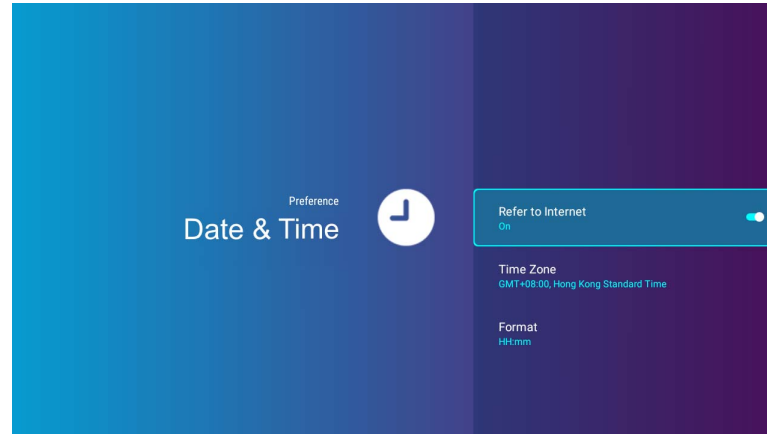 Preference
Date & Time
Refer to Internet
On
Time Zone
GMT+08:00, Hong Kong Standard Time
Format
HH:mm